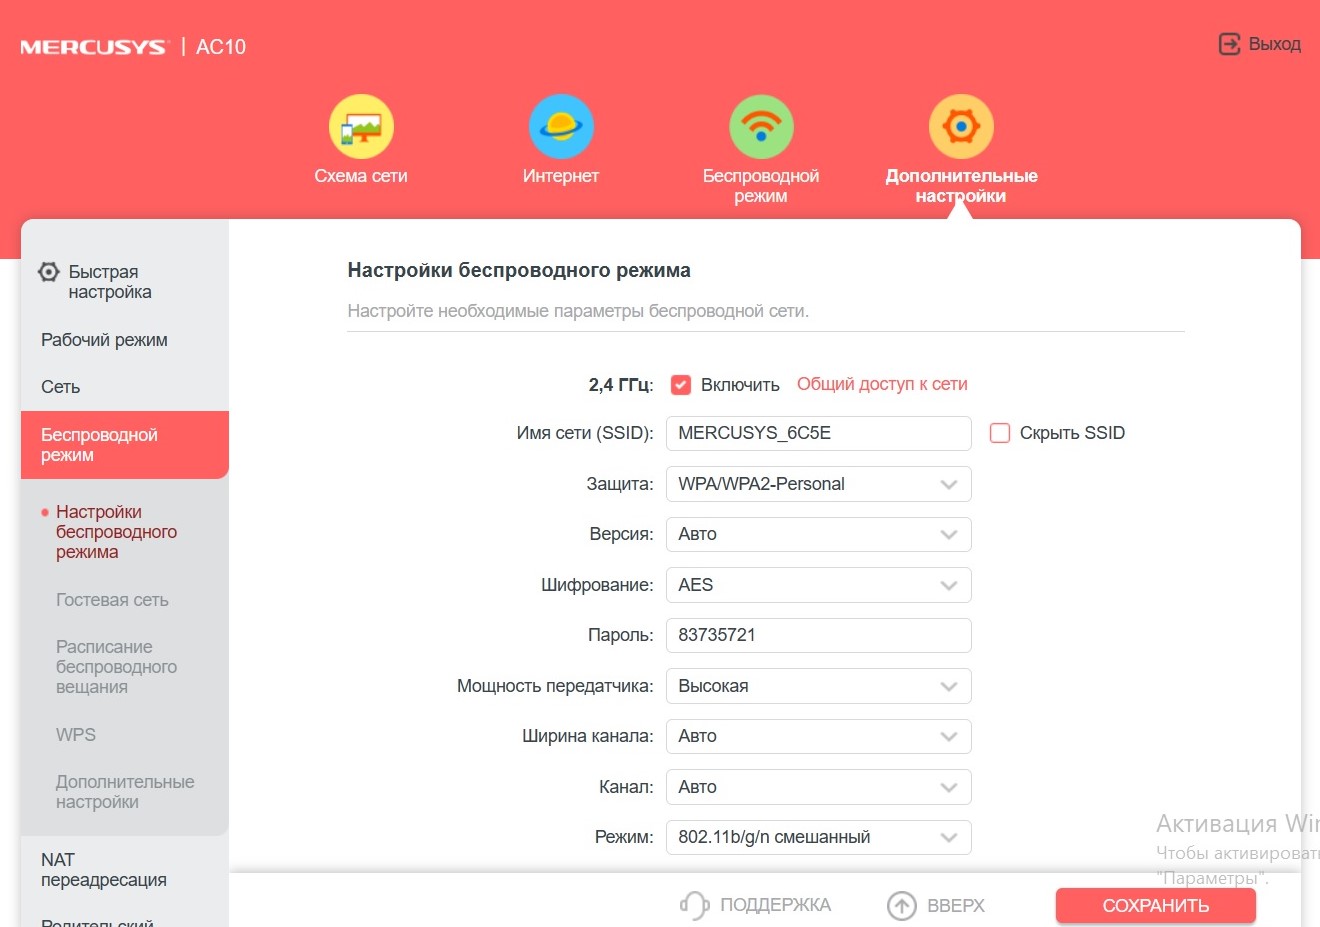 MERCUSYS | AC10
Выход
Схема сети
Интернет
Беспроводной
режим
Дополнительные
настройки
Быстрая
настройка
Рабочий режим
Сеть
Беспроводной
режим
Настройки
беспроводного
режима
Гостевая сеть
Расписание
беспроводного
вещания
WPS
Дополнительные
настройки
NAT
переадресация
Родительский
Настройки беспроводного режима
Настройте необходимые параметры беспроводной сети.
2,4 ГГц: Включить Общий доступ к сети
Имя сети (SSID): MERCUSYS_6C5E Скрыть SSID
Защита: WPA/WPA2-Personal
Версия: Авто
Шифрование: AES
Пароль: 83735721
Мощность передатчика: Высокая
Ширина канала: Авто
Канал: Авто
Режим: 802.11b/g/n смешанный
Активация Wi
Чтобы активироват
"Параметры".
ПОДДЕРЖКА
ВВЕРХ
СОХРАНИТЬ